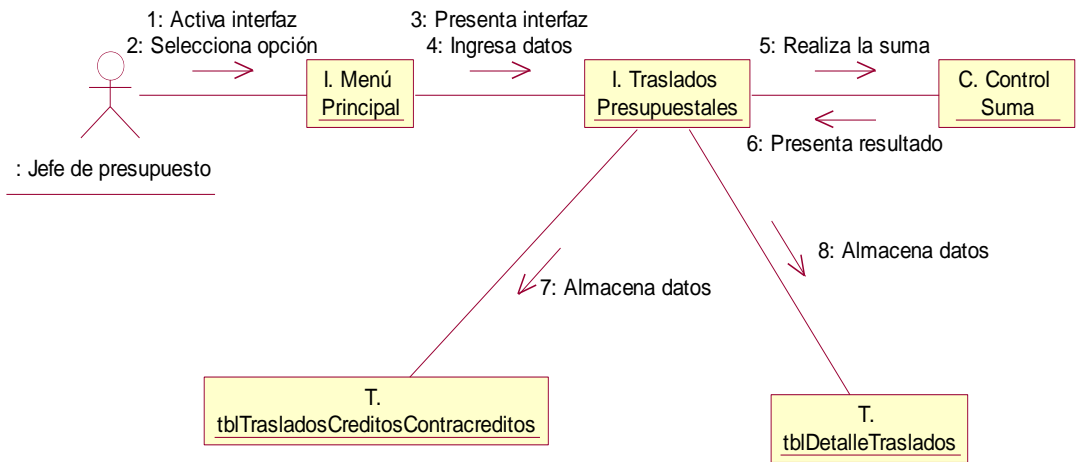 1: Activa interfaz
2: Selecciona opción
3: Presenta interfaz
4: Ingresa datos
5: Realiza la suma
I. Menú
Principal
I. Traslados
Presupuestales
C. Control
Suma
6: Presenta resultado
: Jefe de presupuesto
7: Almacena datos
8: Almacena datos
T.
tblTrasladosCreditosContracreditos
T.
tblDetalleTraslados